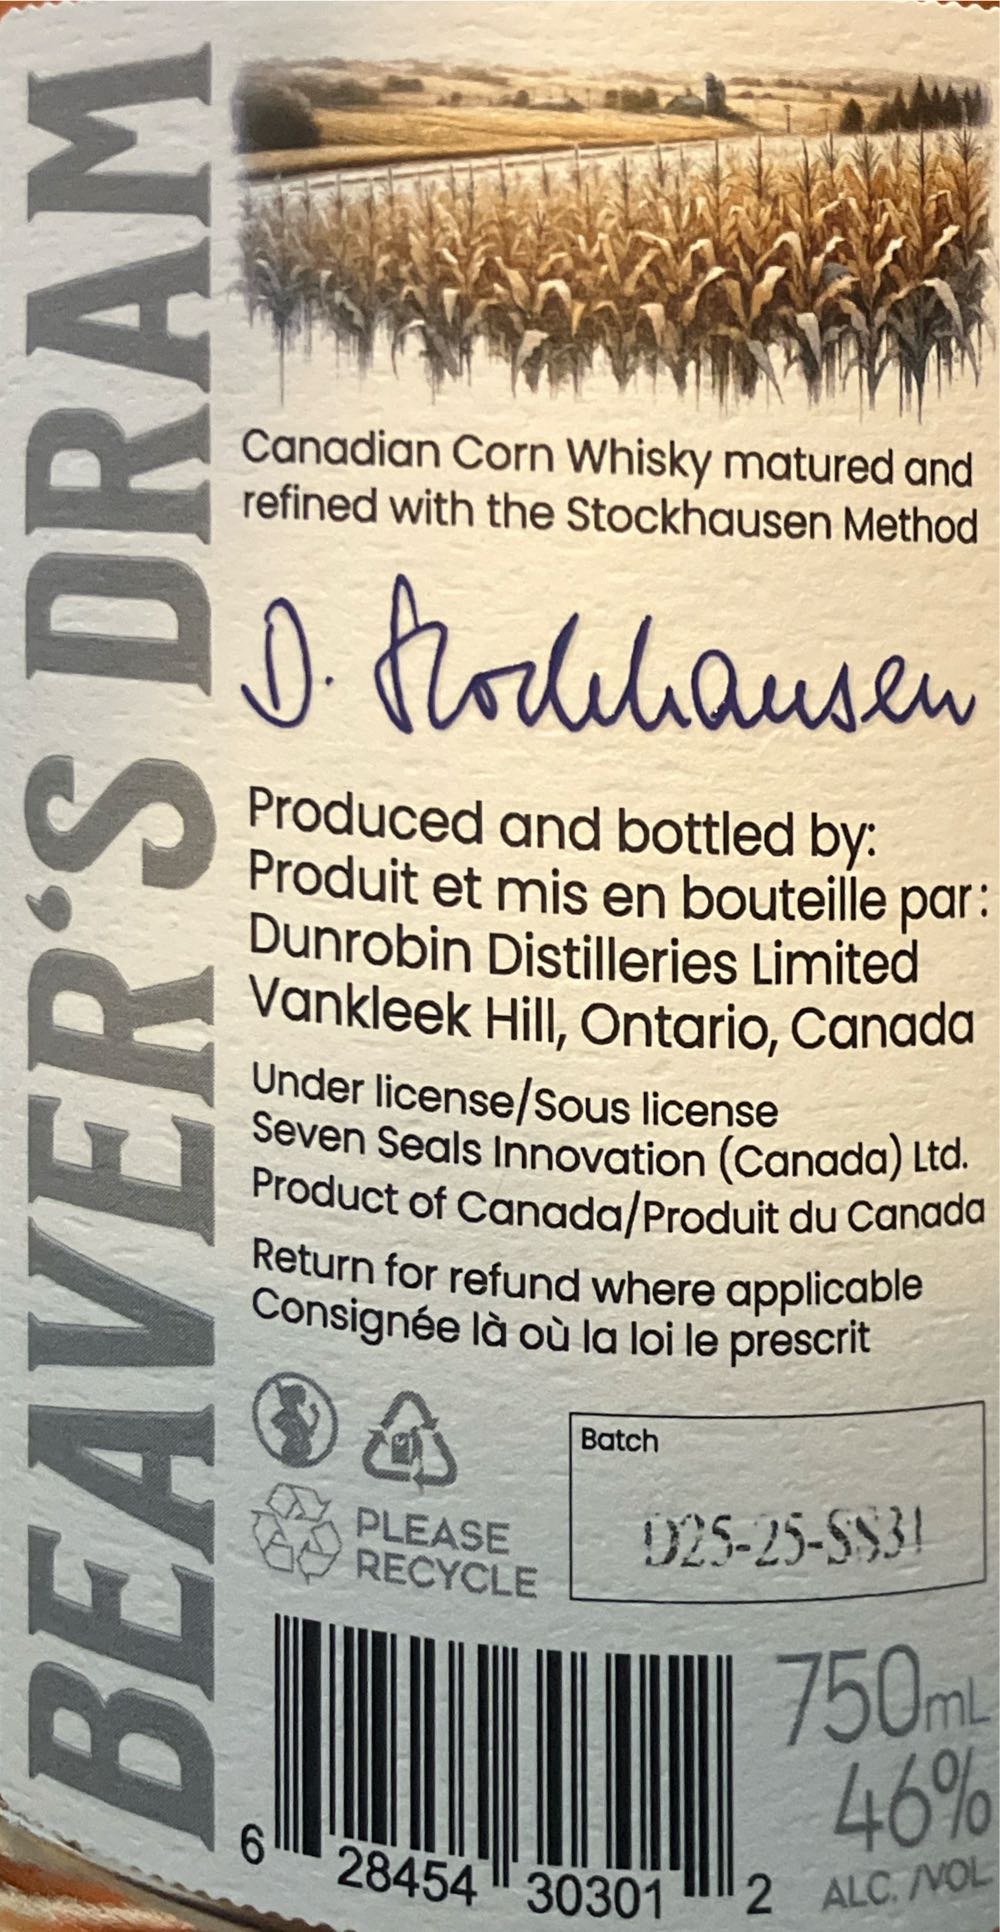 BEAVER'S DRAM
Canadian Corn Whisky matured and
refined with the Stockhausen Method
D. Stockhausen
Produced and bottled by:
Produit et mis en bouteille par:
Dunrobin Distilleries Limited
Vankleek Hill, Ontario, Canada
Under license/Sous license
Seven Seals Innovation (Canada) Ltd.
Product of Canada/Produit du Canada
Return for refund where applicable
Consignée là où la loi le prescrit
PLEASE
RECYCLE
Batch
D25-25-SS31
6 28454 30301 2
750mL
46%
ALC./VOL